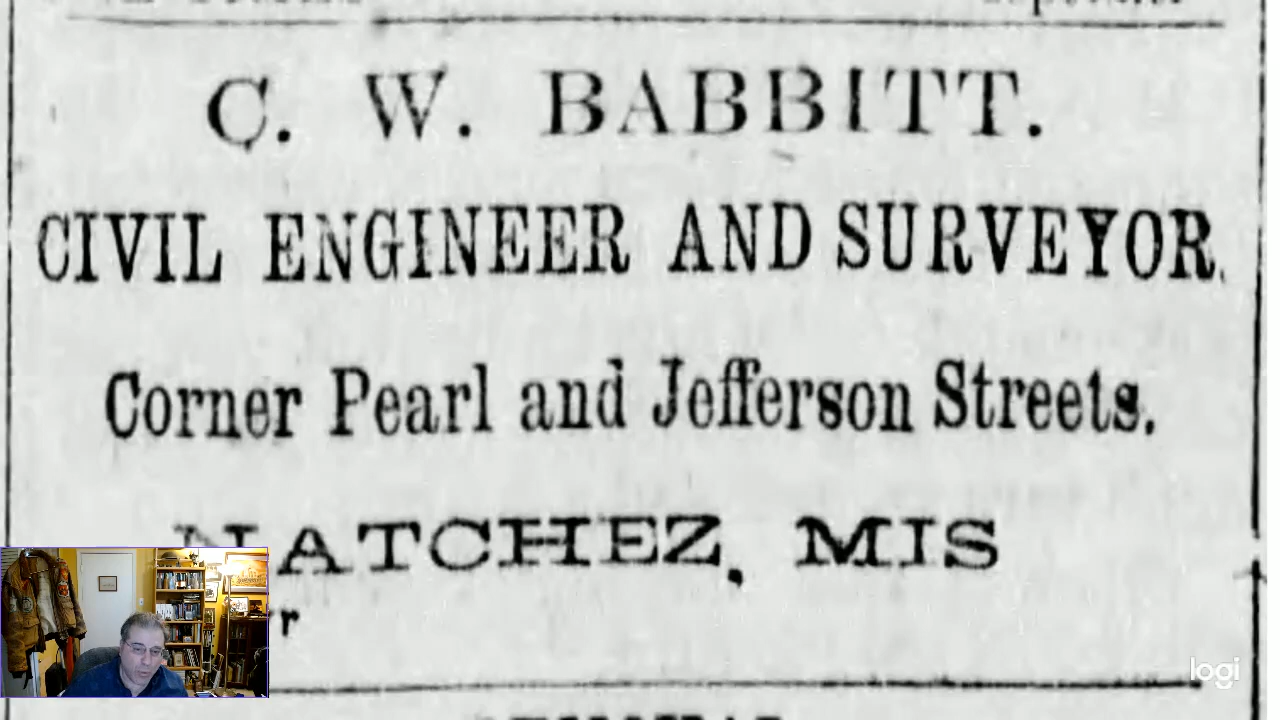 C. W. BABBITT.
CIVIL ENGINEER AND SURVEYOR.
Corner Pearl and Jefferson Streets.
NATCHEZ, MIS
logi